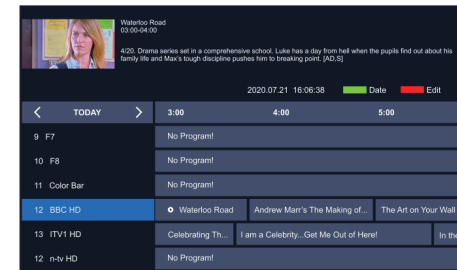 Waterloo Road
03:00-04:00
4/20. Drama series set in a comprehensive school. Luke has a day from hell when the pupils find out about his
family life and Max's tough discipline pushes him to breaking point. [AD,S]
2020.07.21 16:06:38 Date Edit
< TODAY > 3:00 4:00 5:00
9 F7 No Program!
10 F8 No Program!
11 Color Bar No Program!
12 BBC HD Waterloo Road Andrew Marr's The Making of... The Art on Your Wall
13 ITV1 HD Celebrating Th... I am a Celebrity...Get Me Out of Here! In the
12 n-tv HD No Program!